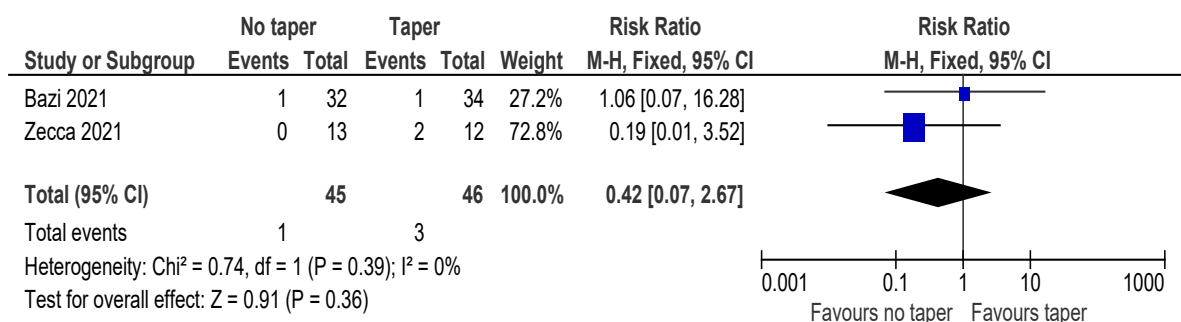 No taper Taper Risk Ratio Risk Ratio
Study or Subgroup Events Total Events Total Weight M-H, Fixed, 95% CI M-H, Fixed, 95% CI
Bazi 2021 1 32 1 34 27.2% 1.06 [0.07, 16.28]
Zecca 2021 0 13 2 12 72.8% 0.19 [0.01, 3.52]
Total (95% CI) 45 46 100.0% 0.42 [0.07, 2.67]
Total events 1 3
Heterogeneity: Chi² = 0.74, df = 1 (P = 0.39); I² = 0%
Test for overall effect: Z = 0.91 (P = 0.36)
0.001 0.1 1 10 1000
Favours no taper Favours taper